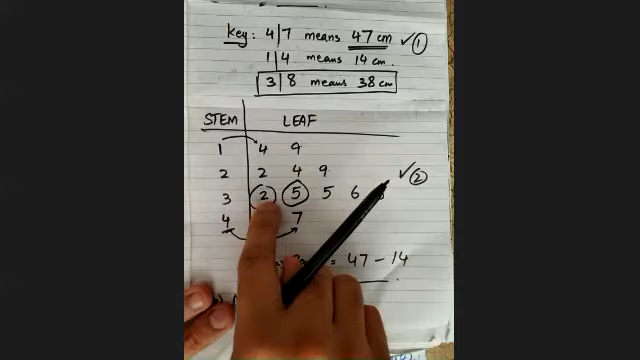 key: 4|7 means 47 cm ✓①
1|4 means 14 cm.
3|8 means 38 cm
STEM | LEAF
1 | 4 9
2 | 2 4 9 ✓②
3 | 2 5 5 6
4 | 7
= 47 - 14